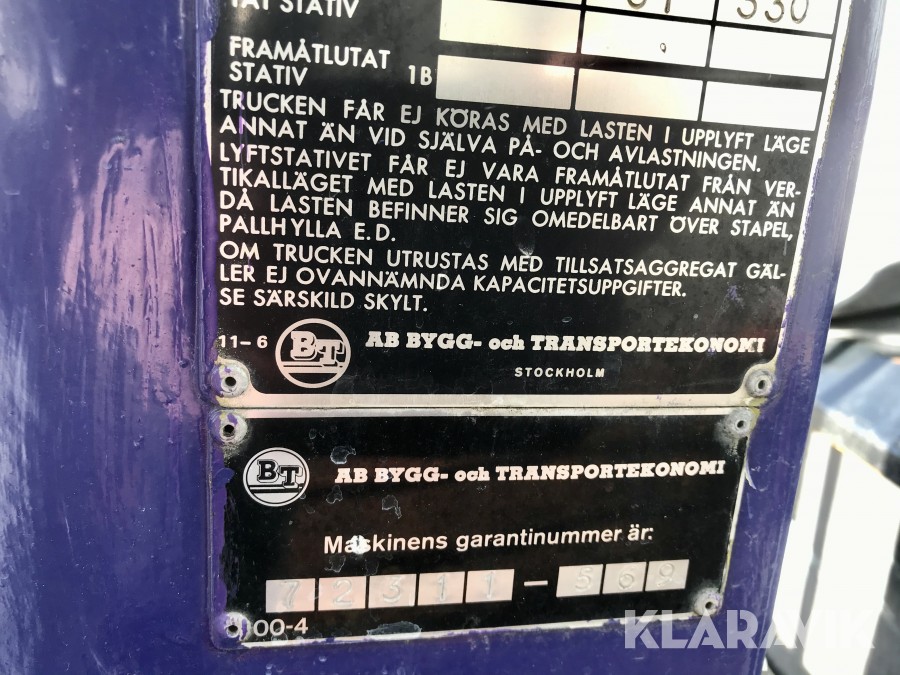 STATIV
FRAMÅTLUTAT
STATIV 1B
TRUCKEN FÅR EJ KÖRAS MED LASTEN I UPPLYFT LÄGE
ANNAT ÄN VID SJÄLVA PÅ- OCH AVLASTNINGEN.
LYFTSTATIVET FÅR EJ VARA FRAMÅTLUTAT FRÅN VER-
TIKALLÄGET MED LASTEN I UPPLYFT LÄGE ANNAT ÄN
DÅ LASTEN BEFINNER SIG OMEDELBART ÖVER STAPEL,
PALLHYLLA E.D.
OM TRUCKEN UTRUSTAS MED TILLSATSAGGREGAT GÄL-
LER EJ OVANNÄMNDA KAPACITETSUPPGIFTER.
SE SÄRSKILD SKYLT.
11-6 BT AB BYGG- och TRANSPORTEKONOMI
STOCKHOLM
BT AB BYGG- och TRANSPORTEKONOMI
Maskinens garantinummer är:
72311-569
100-4
KLARAVIK